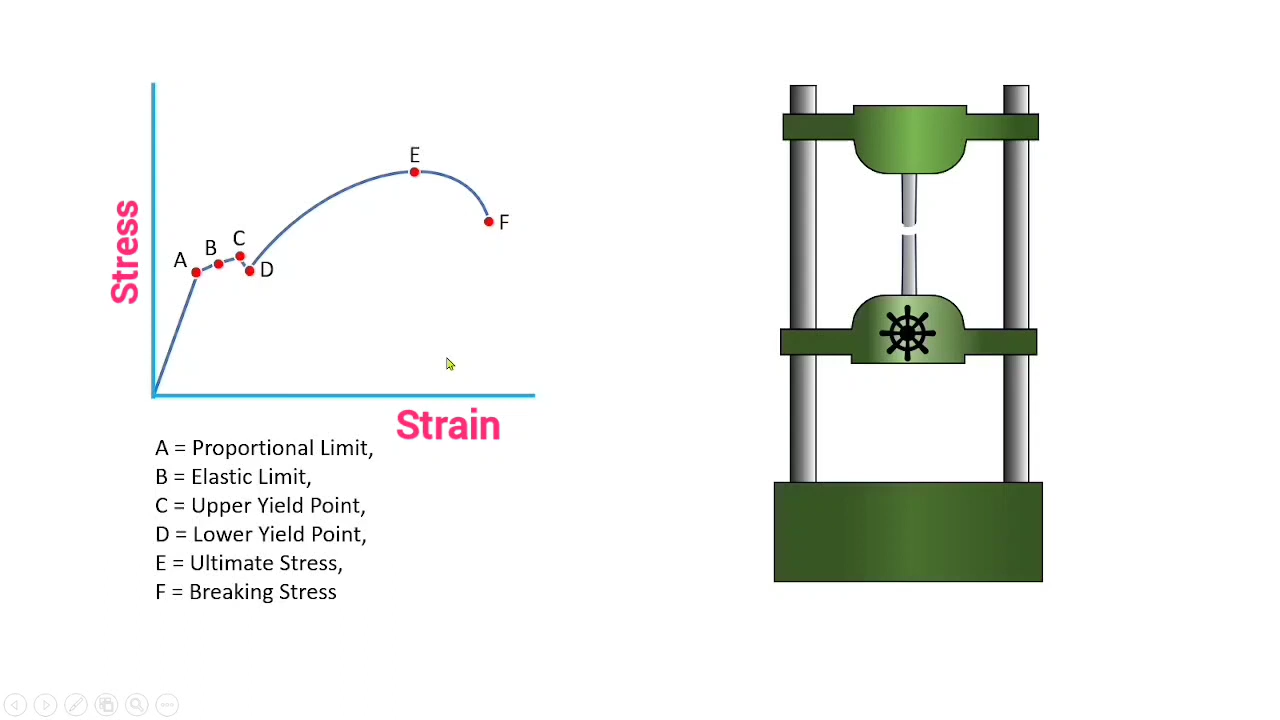 E
F
C
B
A
D
Stress
Strain
A = Proportional Limit,
B = Elastic Limit,
C = Upper Yield Point,
D = Lower Yield Point,
E = Ultimate Stress,
F = Breaking Stress